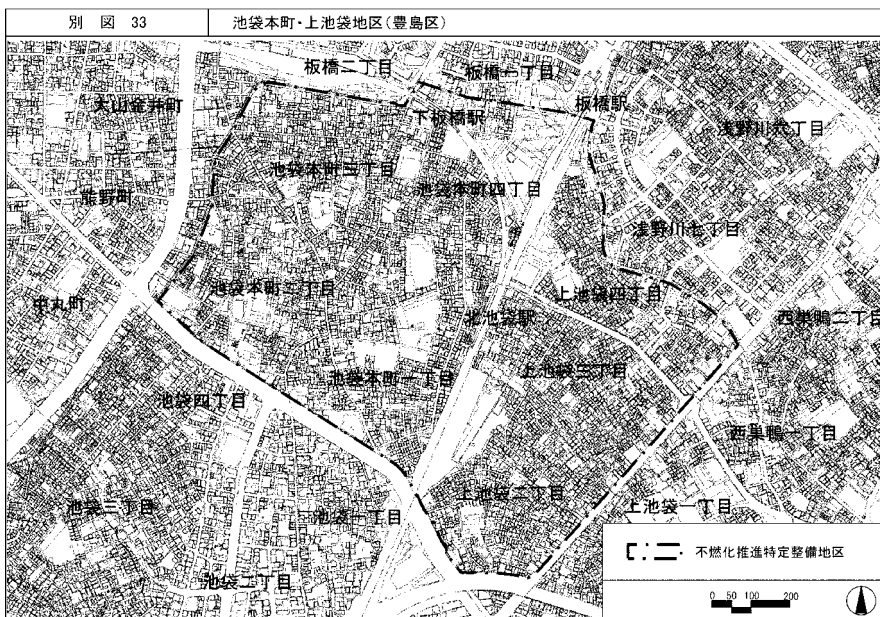 別 図 33
池袋本町・上池袋地区(豊島区)
板橋二丁目
板橋一丁目
大山金井町
下板橋駅
板橋駅
浅野川六丁目
池袋本町三丁目
池袋本町四丁目
熊野町
浅野川七丁目
池袋本町二丁目
上池袋四丁目
中丸町
北池袋駅
西巣鴨二丁目
池袋本町一丁目
上池袋三丁目
池袋四丁目
西巣鴨一丁目
上池袋二丁目
池袋三丁目
池袋一丁目
上池袋一丁目
池袋二丁目
不燃化推進特定整備地区
0 50 100 200